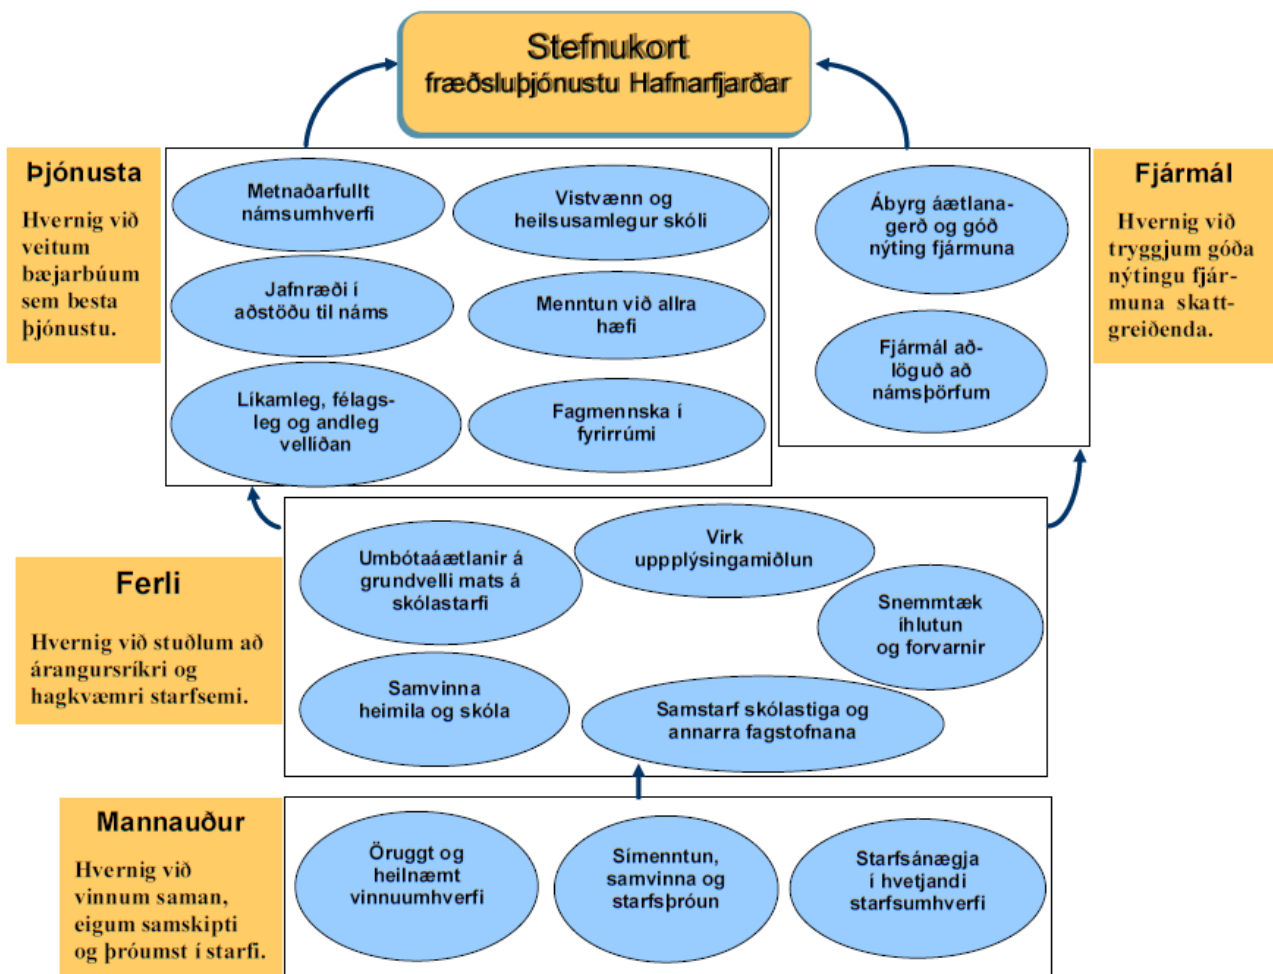 Stefnukort
fræðsluþjónustu Hafnarfjarðar
Þjónusta
Hvernig við
veitum
bæjarbúum
sem besta
þjónustu.
Metnaðarfullt
námsumhverfi
Vistvænn og
heilsusamlegur skóli
Jafnræði í
aðstöðu til náms
Menntun við allra
hæfi
Líkamleg, félags-
leg og andleg
vellíðan
Fagmennska í
fyrirrúmi
Ábyrg áætlana-
gerð og góð
nýting fjármuna
Fjármál að-
löguð að
námsþörfum
Fjármál
Hvernig við
tryggjum góða
nýtingu fjár-
muna skatt-
greiðenda.
Ferli
Hvernig við stuðlum að
árangursríkri og
hagkvæmri starfsemi.
Umbótaáætlanir á
grundvelli mats á
skólastarfi
Virk
uppplýsingamiðlun
Snemmtæk
íhlutun
og forvarnir
Samvinna
heimila og skóla
Samstarf skólastiga og
annarra fagstofnana
Mannauður
Hvernig við
vinnum saman,
eigum samskipti
og þróumst í starfi.
Öruggt og
heilnæmt
vinnuumhverfi
Símenntun,
samvinna og
starfsþróun
Starfsánægja
í hvetjandi
starfsumhverfi